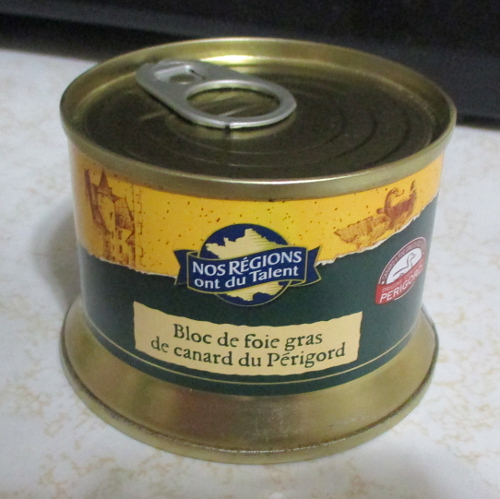 NOS RÉGIONS
ont du Talent
Bloc de foie gras
de canard du Périgord
PÉRIGORD